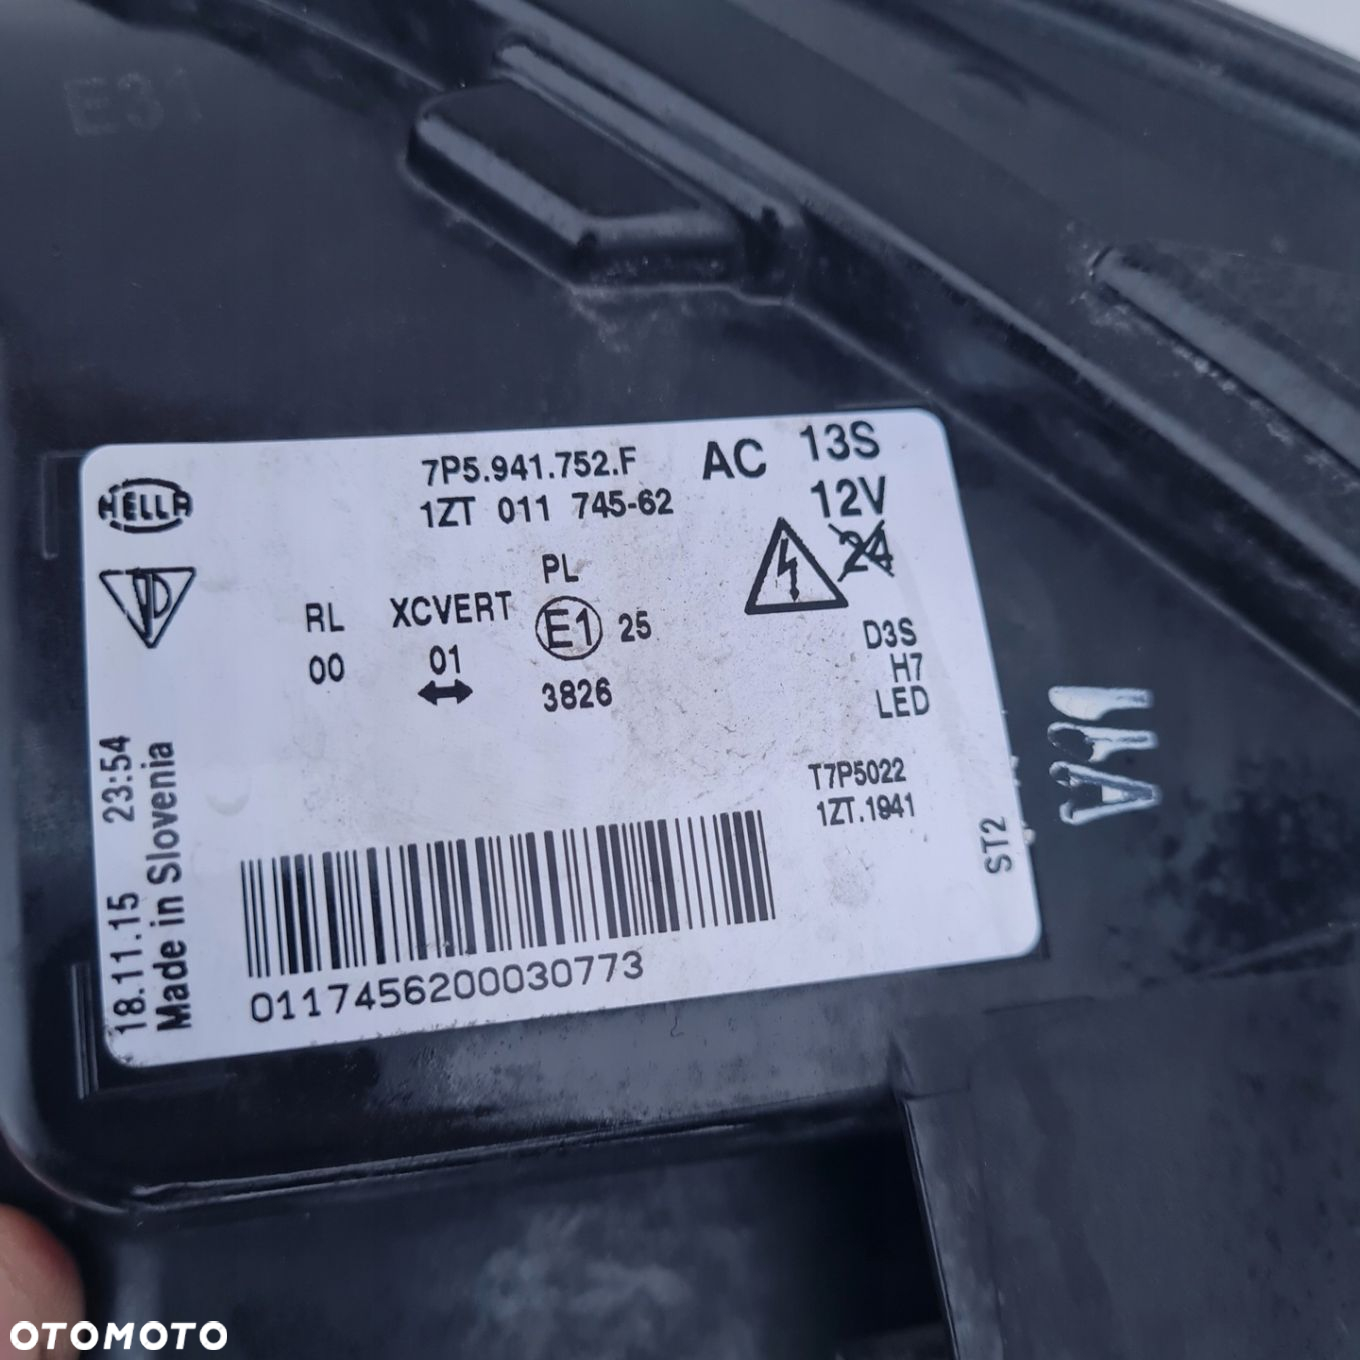 E31
7P5.941.752.F AC 13S
1ZT 011 745-62 12V
HELLA
24
PL
RL XCVERT E1 25
00 01 3826
D3S
H7
LED
T7P5022
1ZT.1941
ST2
18.11.15 23:54
Made in Slovenia
0117456200030773
OTOMOTO